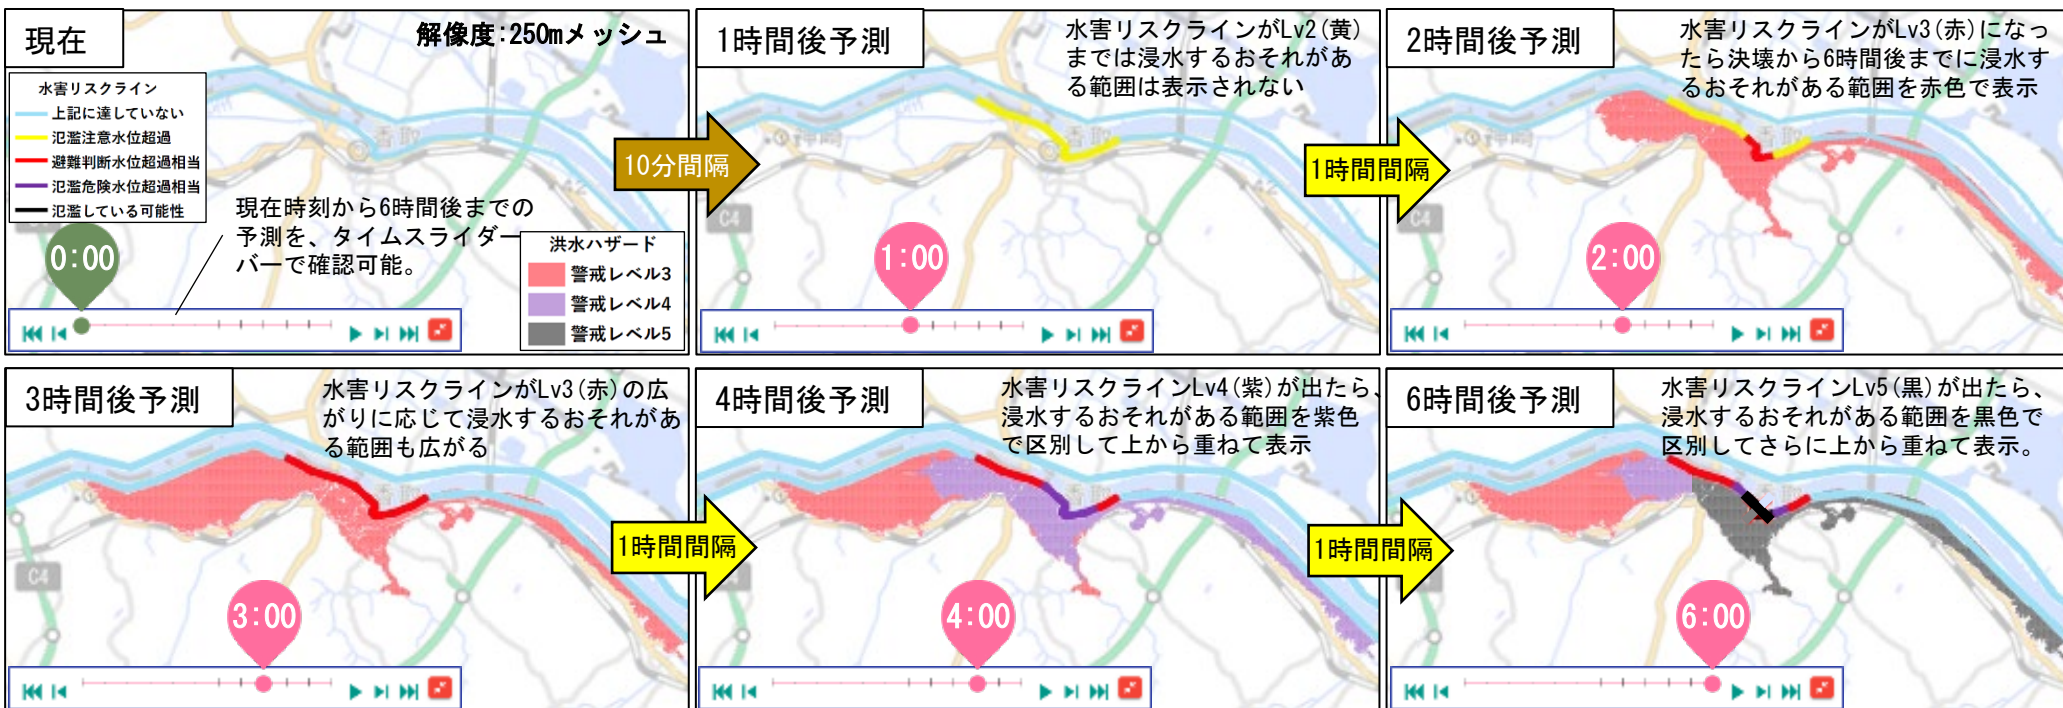 現在
解像度:250mメッシュ
水害リスクライン
上記に達していない
氾濫注意水位超過
避難判断水位超過相当
氾濫危険水位超過相当
氾濫している可能性
現在時刻から6時間後までの
予測を、タイムスライダー
バーで確認可能。
0:00
洪水ハザード
警戒レベル3
警戒レベル4
警戒レベル5
香取
10分間隔
1時間後予測
水害リスクラインがLv2(黄)
までは浸水するおそれがあ
る範囲は表示されない
神崎
香取
C4
1:00
1時間間隔
2時間後予測
水害リスクラインがLv3(赤)になっ
たら決壊から6時間後までに浸水す
るおそれがある範囲を赤色で表示
C4
2:00
3時間後予測
水害リスクラインがLv3(赤)の広
がりに応じて浸水するおそれがあ
る範囲も広がる
C4
3:00
1時間間隔
4時間後予測
水害リスクラインLv4(紫)が出たら、
浸水するおそれがある範囲を紫色
で区別して上から重ねて表示
C4
4:00
1時間間隔
6時間後予測
水害リスクラインLv5(黒)が出たら、
浸水するおそれがある範囲を黒色で
区別してさらに上から重ねて表示。
C4
6:00